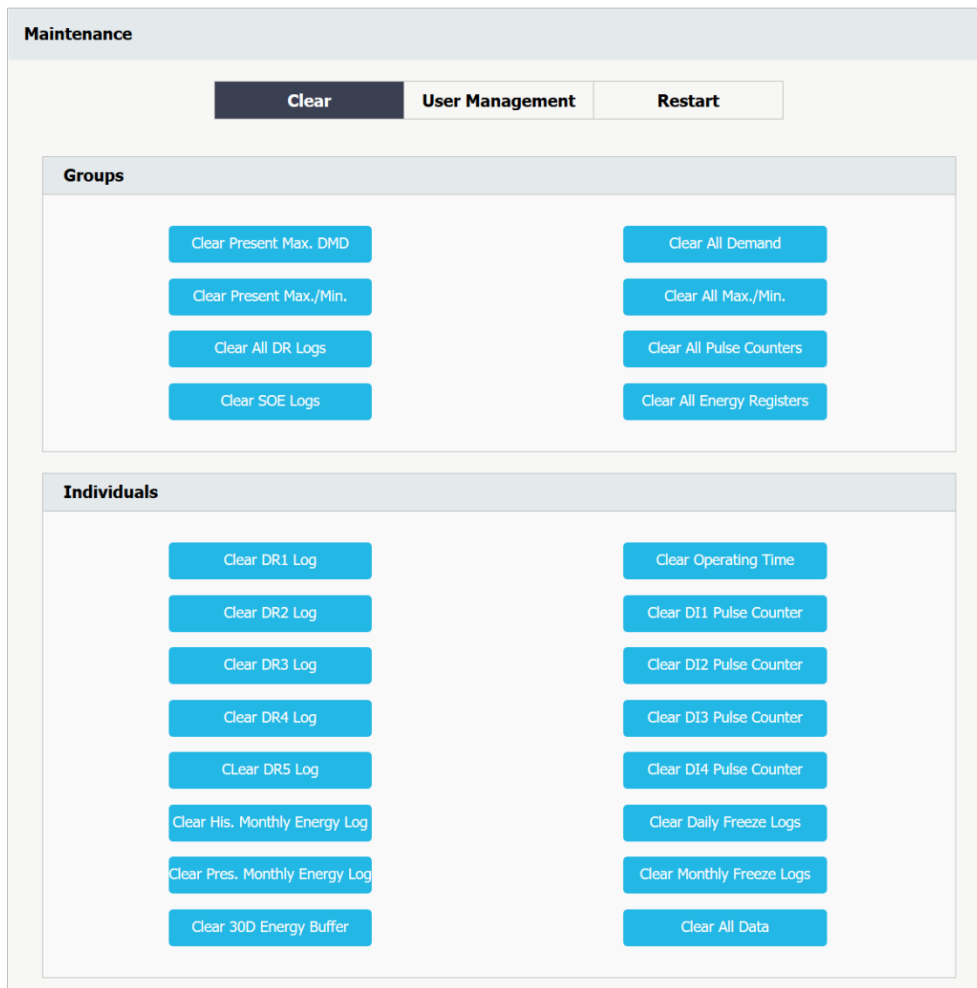 Maintenance
Clear User Management Restart
Groups
Clear Present Max. DMD Clear All Demand
Clear Present Max./Min. Clear All Max./Min.
Clear All DR Logs Clear All Pulse Counters
Clear SOE Logs Clear All Energy Registers
Individuals
Clear DR1 Log Clear Operating Time
Clear DR2 Log Clear DI1 Pulse Counter
Clear DR3 Log Clear DI2 Pulse Counter
Clear DR4 Log Clear DI3 Pulse Counter
CLear DR5 Log Clear DI4 Pulse Counter
Clear His. Monthly Energy Log Clear Daily Freeze Logs
Clear Pres. Monthly Energy Log Clear Monthly Freeze Logs
Clear 30D Energy Buffer Clear All Data